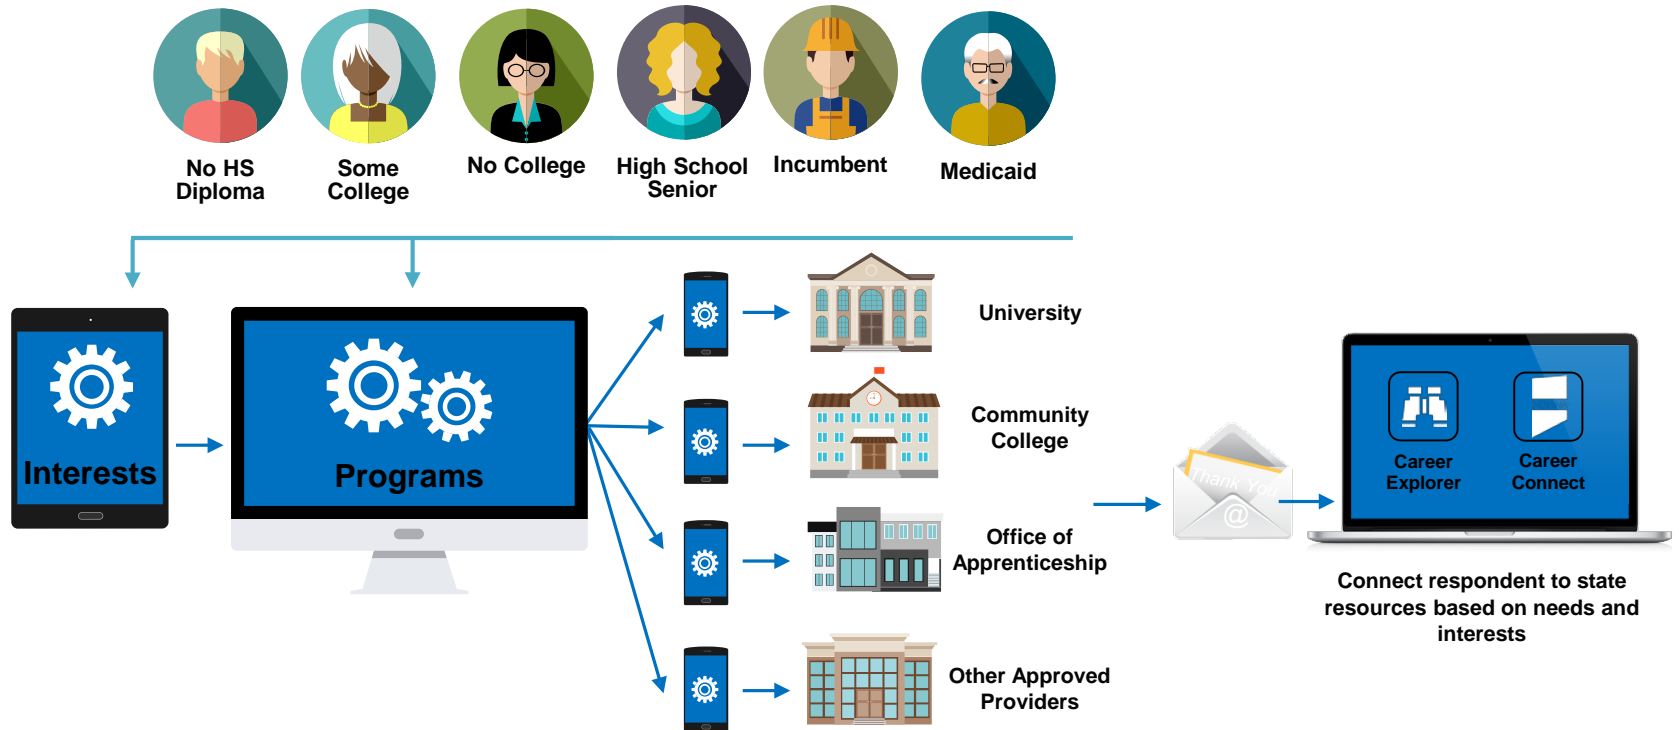 No HS
Diploma
Some
College
No College
High School
Senior
Incumbent
Medicaid
Interests
Programs
University
Community
College
Office of
Apprenticeship
Other Approved
Providers
Thank You
@
Career
Explorer
Career
Connect
Connect respondent to state
resources based on needs and
interests